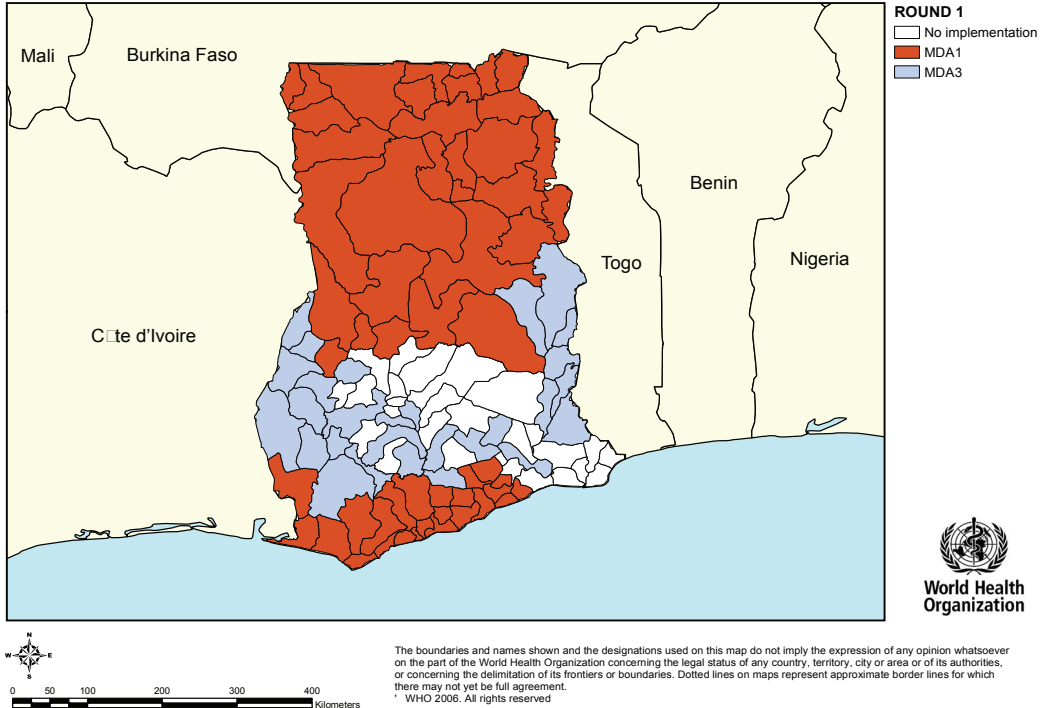 ROUND 1
No implementation
MDA1
MDA3
Mali
Burkina Faso
Benin
Togo
Nigeria
C□te d'Ivoire
World Health
Organization
N
W E
S
0 50 100 200 300 400
Kilometers
The boundaries and names shown and the designations used on this map do not imply the expression of any opinion whatsoever
on the part of the World Health Organization concerning the legal status of any country, territory, city or area or of its authorities,
or concerning the delimitation of its frontiers or boundaries. Dotted lines on maps represent approximate border lines for which
there may not yet be full agreement.
' WHO 2006. All rights reserved